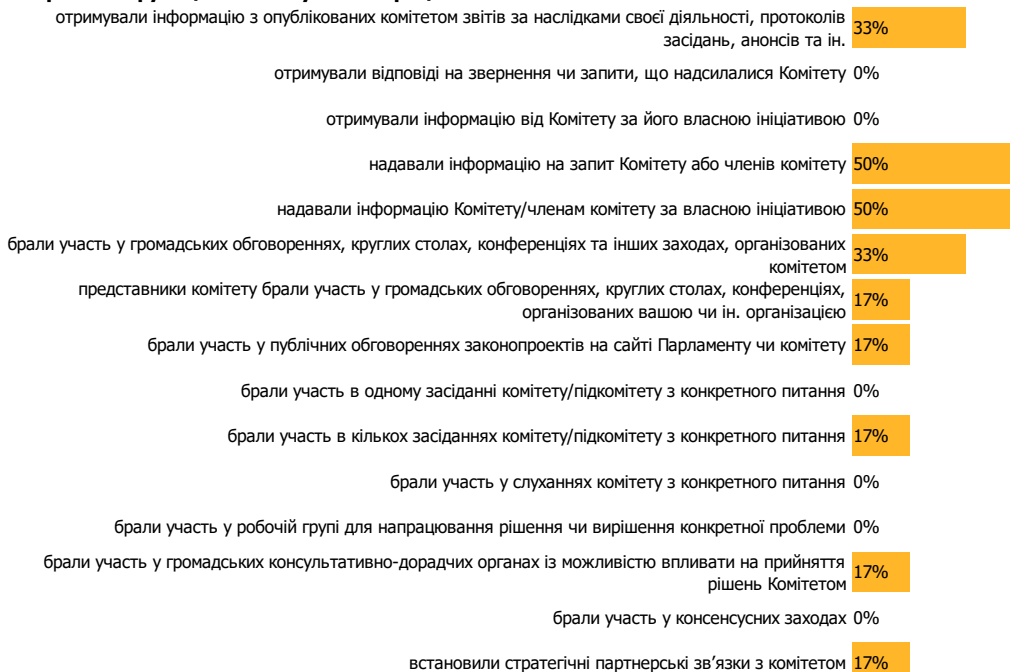 отримували інформацію з опублікованих комітетом звітів за наслідками своєї діяльності, протоколів
засідань, анонсів та ін.
33%
отримували відповіді на звернення чи запити, що надсилалися Комітету 0%
отримували інформацію від Комітету за його власною ініціативою 0%
надавали інформацію на запит Комітету або членів комітету 50%
надавали інформацію Комітету/членам комітету за власною ініціативою 50%
брали участь у громадських обговореннях, круглих столах, конференціях та інших заходах, організованих
комітетом
33%
представники комітету брали участь у громадських обговореннях, круглих столах, конференціях,
організованих вашою чи ін. організацією
17%
брали участь у публічних обговореннях законопроектів на сайті Парламенту чи комітету 17%
брали участь в одному засіданні комітету/підкомітету з конкретного питання 0%
брали участь в кількох засіданнях комітету/підкомітету з конкретного питання 17%
брали участь у слуханнях комітету з конкретного питання 0%
брали участь у робочій групі для напрацювання рішення чи вирішення конкретної проблеми 0%
брали участь у громадських консультативно-дорадчих органах із можливістю впливати на прийняття
рішень Комітетом
17%
брали участь у консенсусних заходах 0%
встановили стратегічні партнерські зв’язки з комітетом 17%